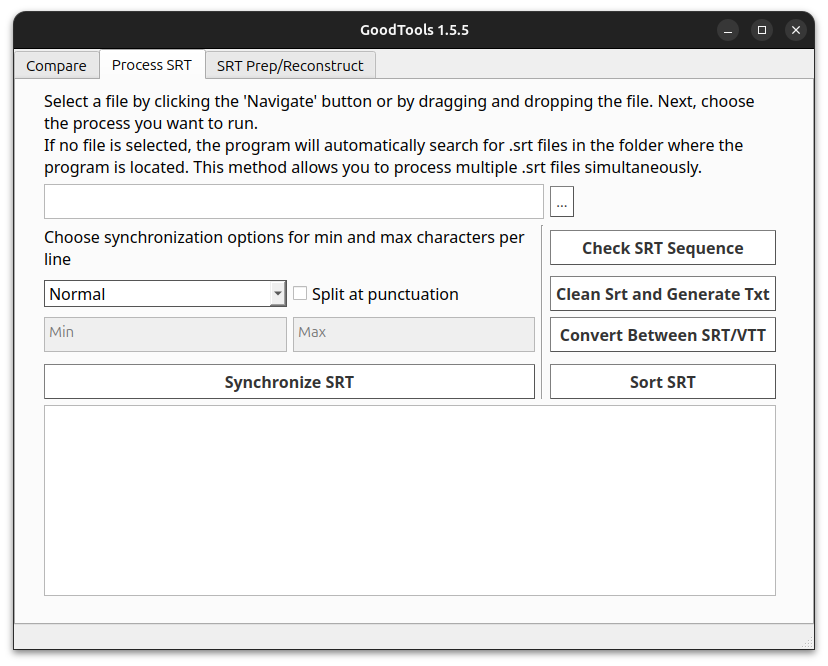 GoodTools 1.5.5
Compare
Process SRT
SRT Prep/Reconstruct
Select a file by clicking the 'Navigate' button or by dragging and dropping the file. Next, choose
the process you want to run.
If no file is selected, the program will automatically search for .srt files in the folder where the
program is located. This method allows you to process multiple .srt files simultaneously.
...
Choose synchronization options for min and max characters per
line
Check SRT Sequence
Normal
Split at punctuation
Clean Srt and Generate Txt
Min
Max
Convert Between SRT/VTT
Synchronize SRT
Sort SRT